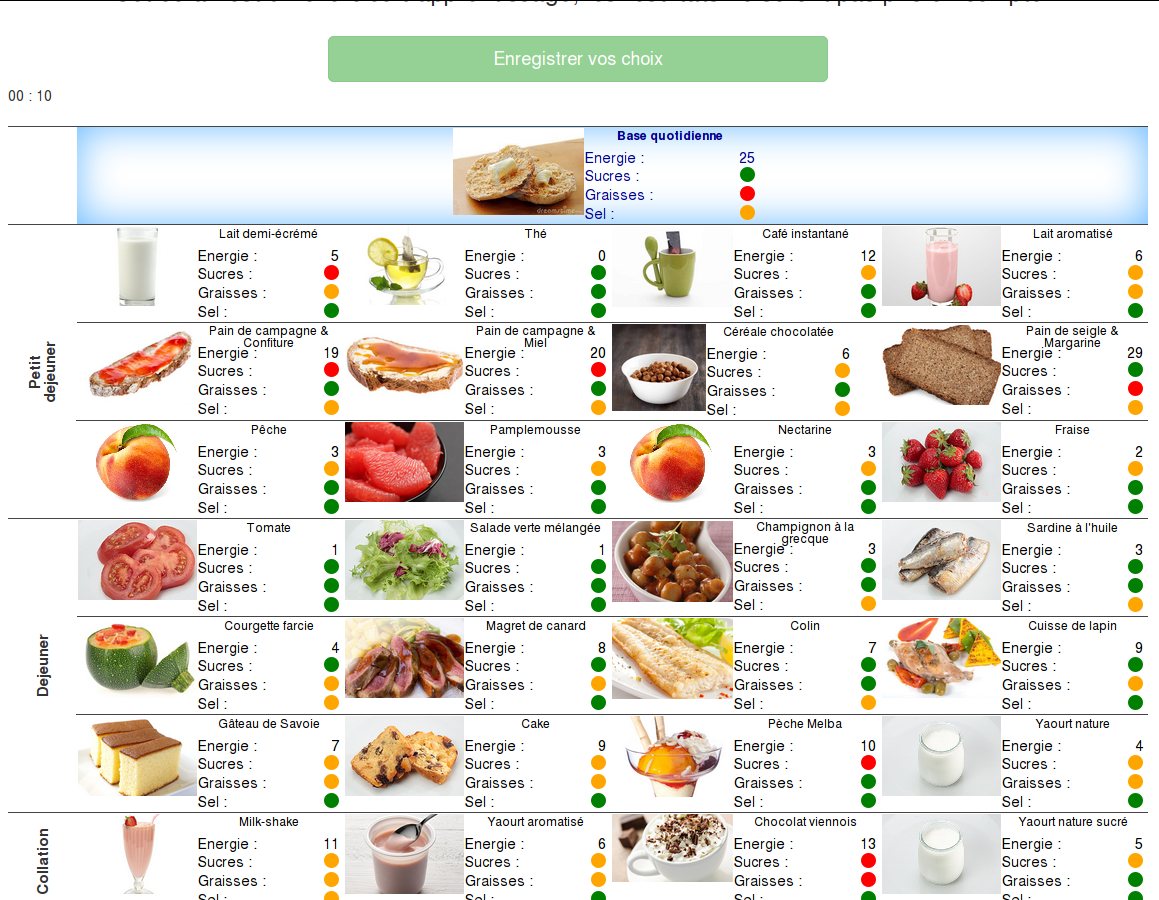 Enregistrer vos choix
00 : 10
Base quotidienne
Energie : 25
Sucres :
Graisses :
Sel :
dreamstime
Petit dejeuner
Lait demi-écrémé
Energie : 5
Sucres :
Graisses :
Sel :
Thé
Energie : 0
Sucres :
Graisses :
Sel :
Café instantané
Energie : 12
Sucres :
Graisses :
Sel :
Lait aromatisé
Energie : 6
Sucres :
Graisses :
Sel :
Pain de campagne &
Confiture
Energie : 19
Sucres :
Graisses :
Sel :
Pain de campagne &
Miel
Energie : 20
Sucres :
Graisses :
Sel :
Céréale chocolatée
Energie : 6
Sucres :
Graisses :
Sel :
Pain de seigle &
Margarine
Energie : 29
Sucres :
Graisses :
Sel :
Pêche
Energie : 3
Sucres :
Graisses :
Sel :
Pamplemousse
Energie : 3
Sucres :
Graisses :
Sel :
Nectarine
Energie : 3
Sucres :
Graisses :
Sel :
Fraise
Energie : 2
Sucres :
Graisses :
Sel :
Dejeuner
Tomate
Energie : 1
Sucres :
Graisses :
Sel :
Salade verte mélangée
Energie : 1
Sucres :
Graisses :
Sel :
Champignon à la
grecque
Energie : 3
Sucres :
Graisses :
Sel :
Sardine à l'huile
Energie : 3
Sucres :
Graisses :
Sel :
Courgette farcie
Energie : 4
Sucres :
Graisses :
Sel :
Magret de canard
Energie : 8
Sucres :
Graisses :
Sel :
Colin
Energie : 7
Sucres :
Graisses :
Sel :
Cuisse de lapin
Energie : 9
Sucres :
Graisses :
Sel :
Gâteau de Savoie
Energie : 7
Sucres :
Graisses :
Sel :
Cake
Energie : 9
Sucres :
Graisses :
Sel :
Pèche Melba
Energie : 10
Sucres :
Graisses :
Sel :
Yaourt nature
Energie : 4
Sucres :
Graisses :
Sel :
Collation
Milk-shake
Energie : 11
Sucres :
Graisses :
Yaourt aromatisé
Energie : 6
Sucres :
Graisses :
Chocolat viennois
Energie : 13
Sucres :
Graisses :
Yaourt nature sucré
Energie : 5
Sucres :
Graisses :